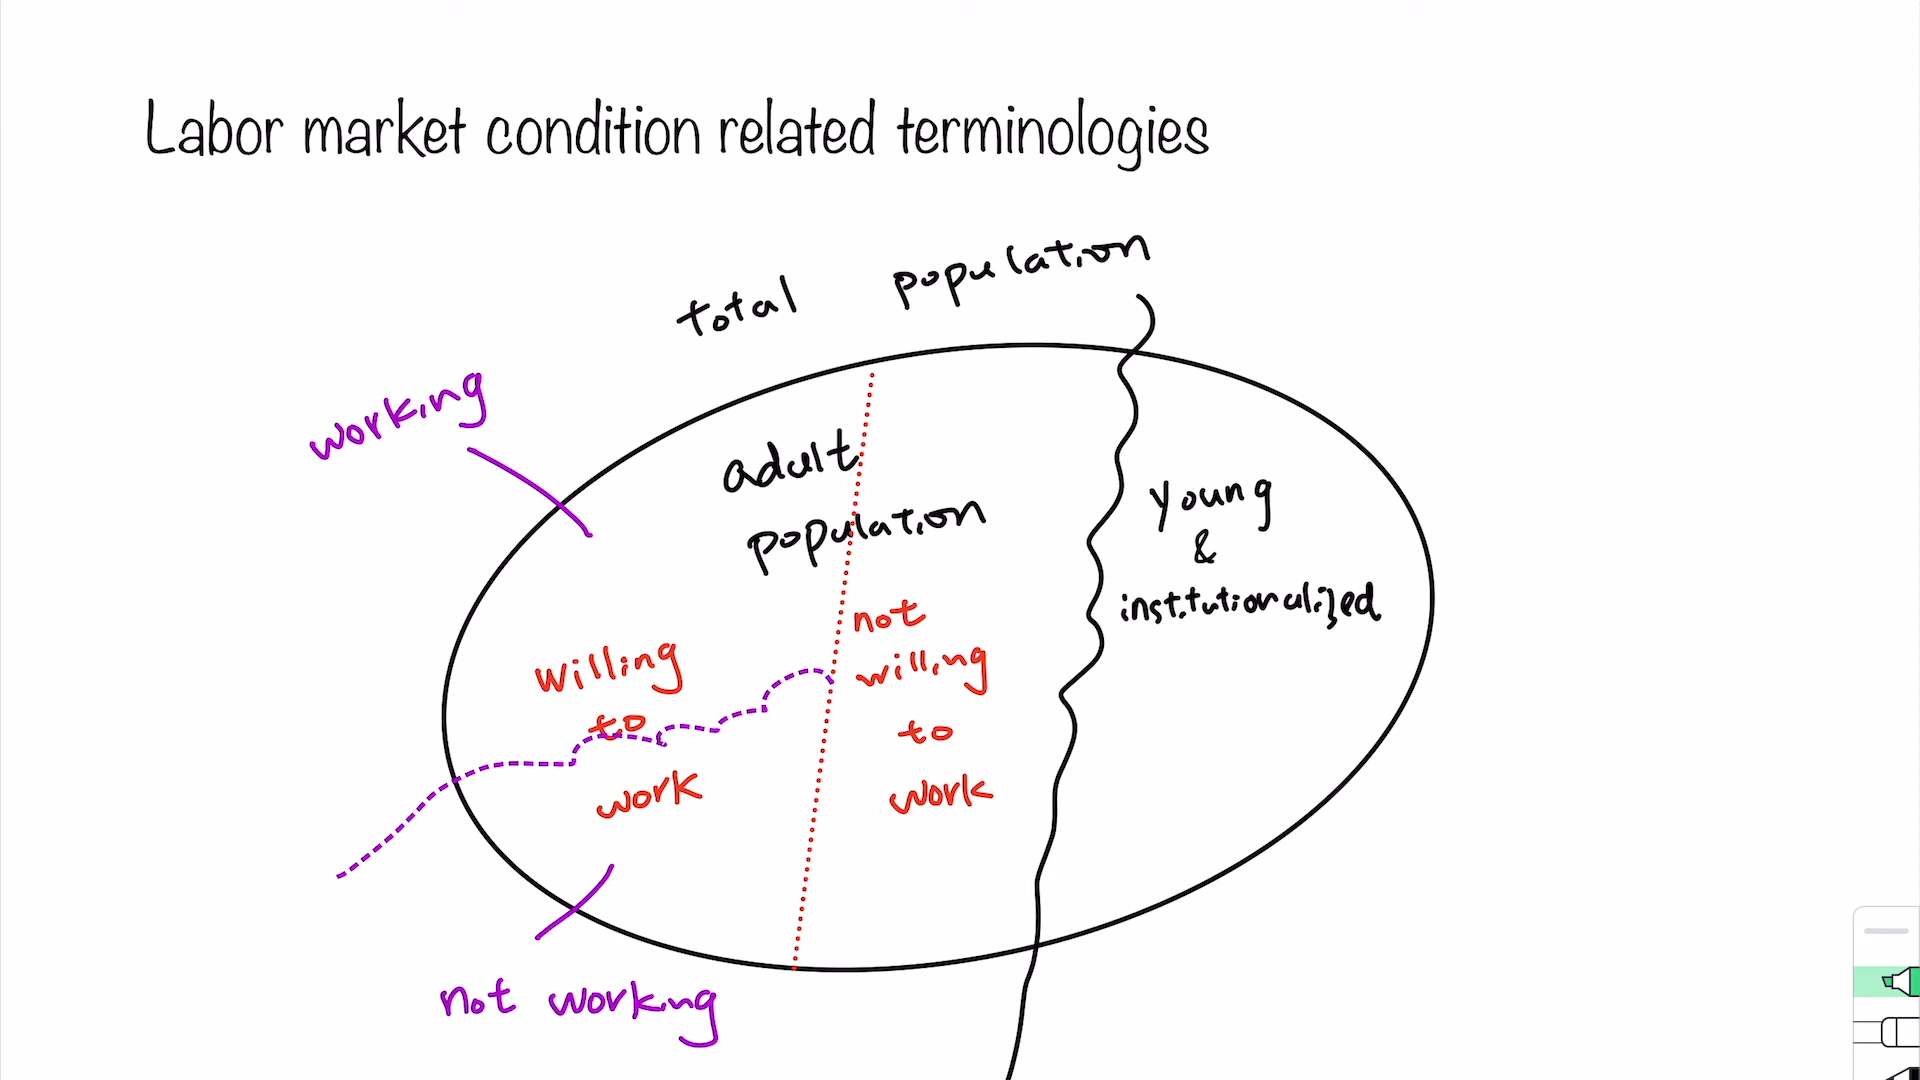 Labor market condition related terminologies
total population
working
adult
population
young
&
institutionalized
not
willing
to
work
willing
to
work
not working